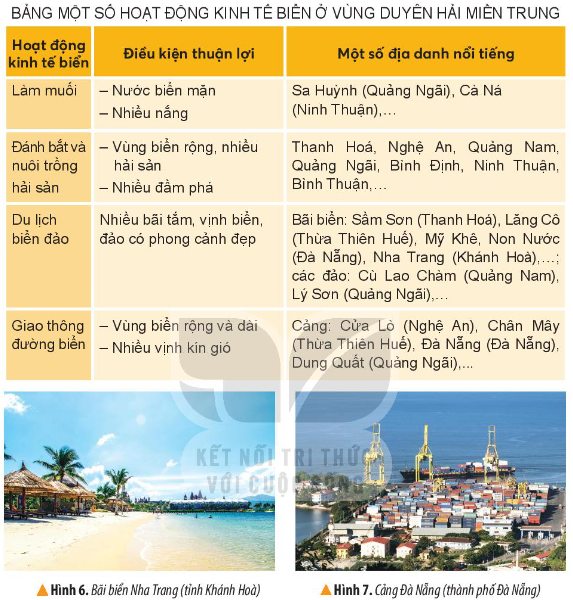 BẢNG MỘT SỐ HOẠT ĐỘNG KINH TẾ BIỂN Ở VÙNG DUYÊN HẢI MIỀN TRUNG
Hoạt động
kinh tế biển
Điều kiện thuận lợi
Một số địa danh nổi tiếng
Làm muối
– Nước biển mặn
– Nhiều nắng
Sa Huỳnh (Quảng Ngãi), Cà Ná
(Ninh Thuận),...
Đánh bắt và
nuôi trồng
hải sản
– Vùng biển rộng, nhiều
hải sản
– Nhiều đầm phá
Thanh Hoá, Nghệ An, Quảng Nam,
Quảng Ngãi, Bình Định, Ninh Thuận,
Bình Thuận,...
Du lịch
biển đảo
Nhiều bãi tắm, vịnh biển,
đảo có phong cảnh đẹp
Bãi biển: Sầm Sơn (Thanh Hoá), Lăng Cô
(Thừa Thiên Huế), Mỹ Khê, Non Nước
(Đà Nẵng), Nha Trang (Khánh Hoà),...;
các đảo: Cù Lao Chàm (Quảng Nam),
Lý Sơn (Quảng Ngãi),...
Giao thông
đường biển
– Vùng biển rộng và dài
– Nhiều vịnh kín gió
Cảng: Cửa Lò (Nghệ An), Chân Mây
(Thừa Thiên Huế), Đà Nẵng (Đà Nẵng),
Dung Quất (Quảng Ngãi),...
KẾT NỐI TRI THỨC
VỚI CUỘC SỐNG
Hình 6. Bãi biển Nha Trang (tỉnh Khánh Hoà)
Hình 7. Cảng Đà Nẵng (thành phố Đà Nẵng)